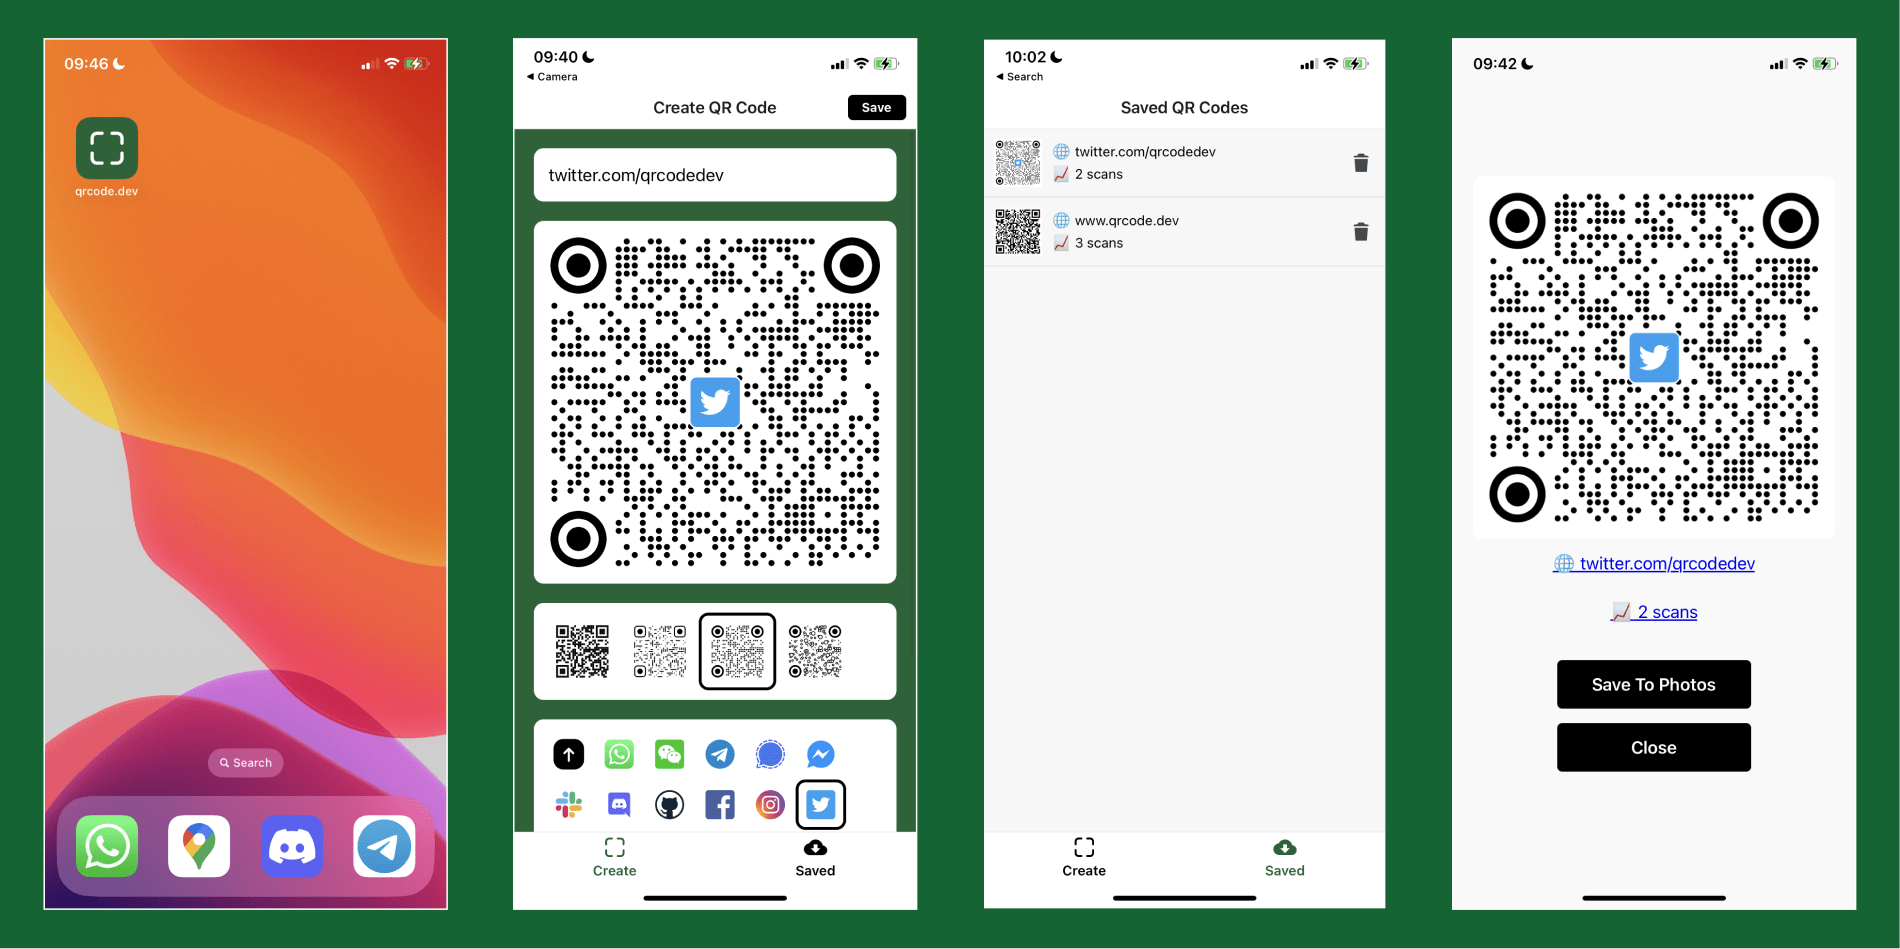 09:46
qrcode.dev
Search
09:40
Camera
Create QR Code
Save
twitter.com/qrcodedev
Create
Saved
10:02
Search
Saved QR Codes
twitter.com/qrcodedev
2 scans
www.qrcode.dev
3 scans
Create
Saved
09:42
twitter.com/qrcodedev
2 scans
Save To Photos
Close